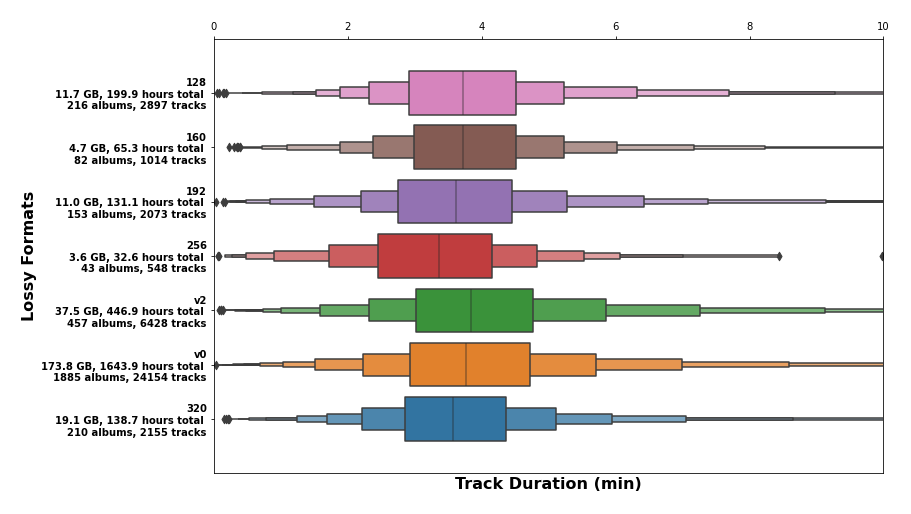 0 2 4 6 8 10
128
11.7 GB, 199.9 hours total
216 albums, 2897 tracks
160
4.7 GB, 65.3 hours total
82 albums, 1014 tracks
192
11.0 GB, 131.1 hours total
153 albums, 2073 tracks
256
3.6 GB, 32.6 hours total
43 albums, 548 tracks
v2
37.5 GB, 446.9 hours total
457 albums, 6428 tracks
v0
173.8 GB, 1643.9 hours total
1885 albums, 24154 tracks
320
19.1 GB, 138.7 hours total
210 albums, 2155 tracks
Lossy Formats
Track Duration (min)